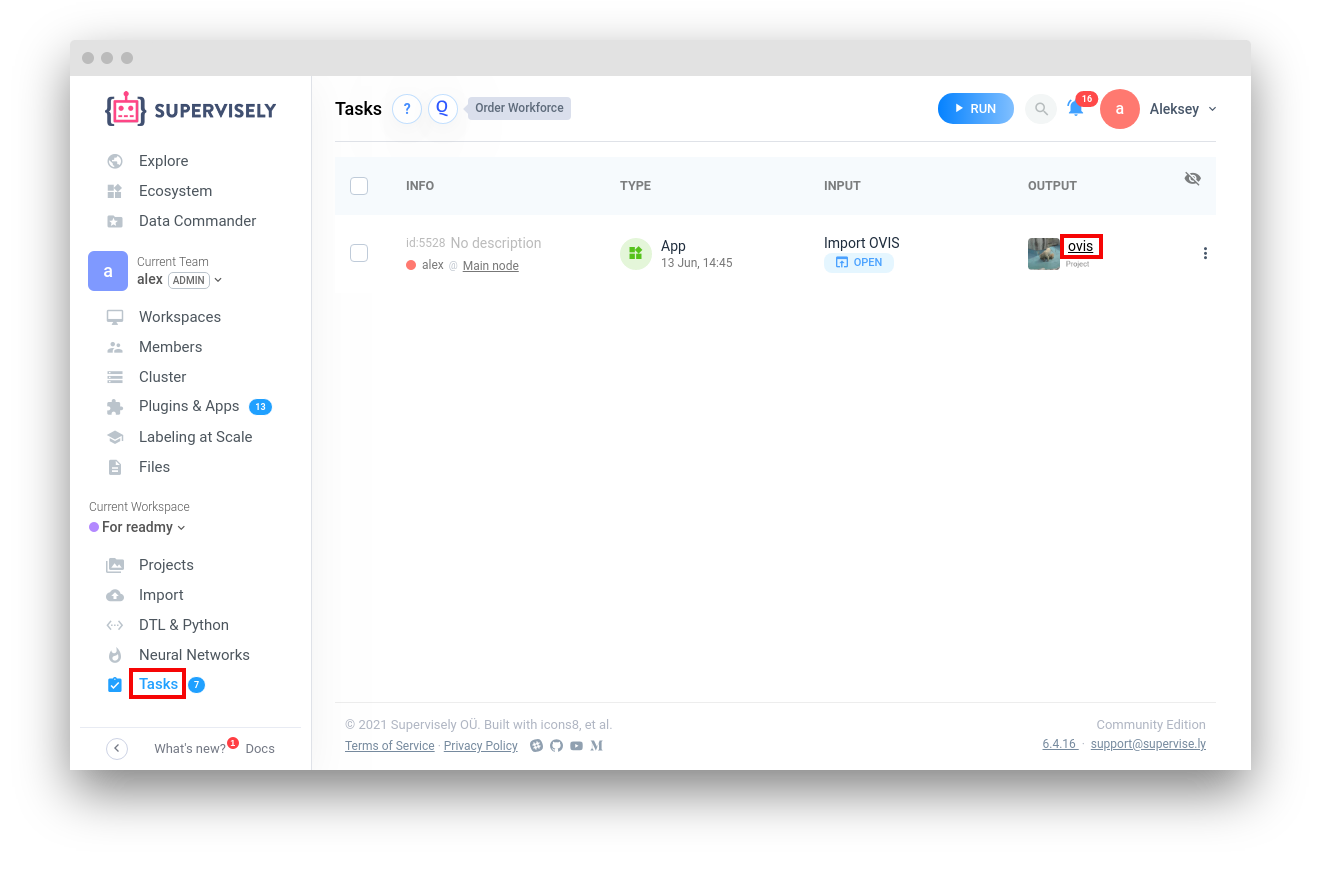 SUPERVISELY
Explore
Ecosystem
Data Commander
a
Current Team
alex ADMIN
Workspaces
Members
Cluster
Plugins & Apps 13
Labeling at Scale
Files
Current Workspace
For readmy
Projects
Import
DTL & Python
Neural Networks
Tasks 7
What's new? 1 Docs
Tasks ? Q Order Workforce
RUN 16 a Aleksey
INFO TYPE INPUT OUTPUT
id:5528 No description
alex @ Main node
App
13 Jun, 14:45
Import OVIS
OPEN
ovis
Project
© 2021 Supervisely OÜ. Built with icons8, et al.
Terms of Service · Privacy Policy
Community Edition
6.4.16 · support@supervise.ly